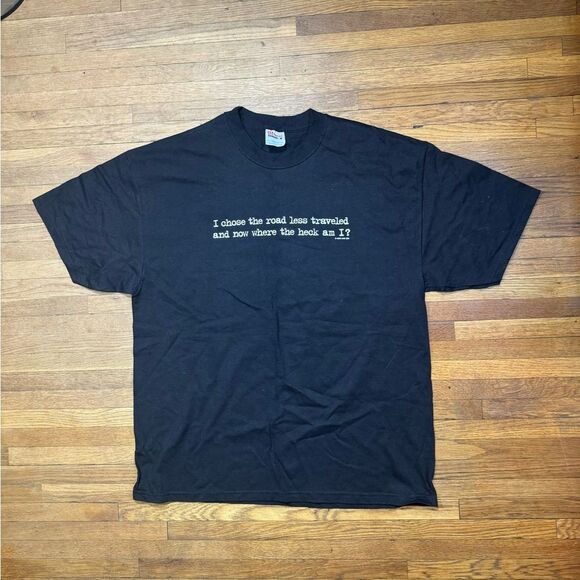 I chose the road less traveled
and now where the heck am I?